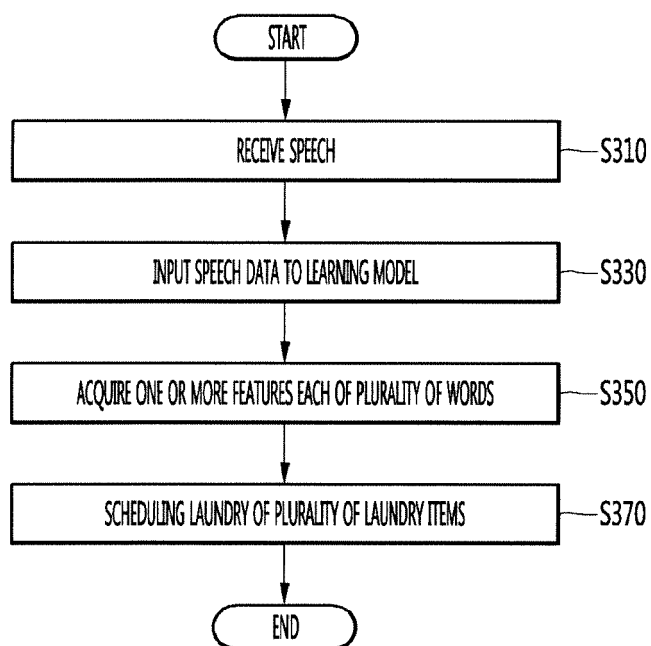 START
RECEIVE SPEECH
S310
INPUT SPEECH DATA TO LEARNING MODEL
S330
ACQUIRE ONE OR MORE FEATURES EACH OF PLURALITY OF WORDS
S350
SCHEDULING LAUNDRY OF PLURALITY OF LAUNDRY ITEMS
S370
END